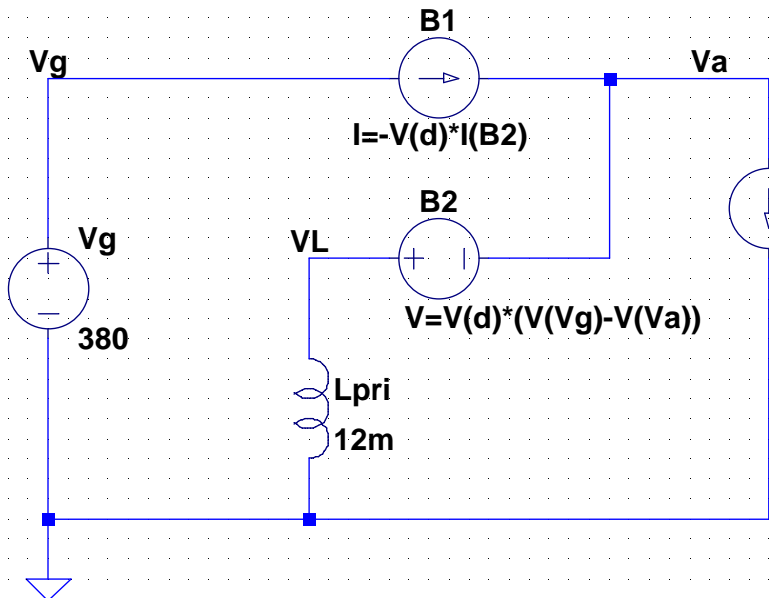 B1
Vg
Va
I=-V(d)*I(B2)
B2
Vg
VL
V=V(d)*(V(Vg)-V(Va))
380
Lpri
12m